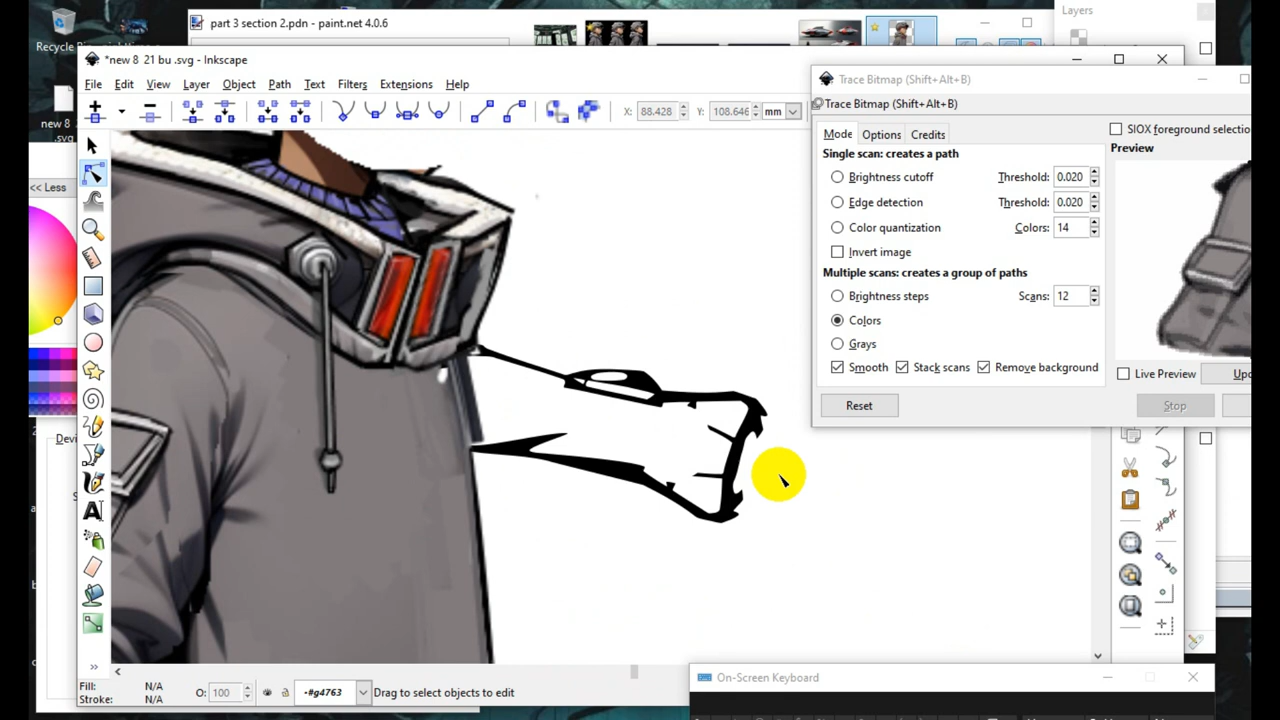 Recycle
part 3 section 2.pdn - paint.net 4.0.6
Layers
*new 8 21 bu .svg - Inkscape
File Edit View Layer Object Path Text Filters Extensions Help
X: 88.428 Y: 108.646 mm
new 8
.svg
<< Less
Trace Bitmap (Shift+Alt+B)
Trace Bitmap (Shift+Alt+B)
Mode Options Credits
SIOX foreground selectio
Single scan: creates a path
Preview
Brightness cutoff Threshold: 0.020
Edge detection Threshold: 0.020
Color quantization Colors: 14
Invert image
Multiple scans: creates a group of paths
Brightness steps Scans: 12
Colors
Grays
Smooth Stack scans Remove background
Live Preview Up
Reset
Stop
Devi
Fill: N/A
Stroke: N/A
O: 100
-#g4763
Drag to select objects to edit
On-Screen Keyboard